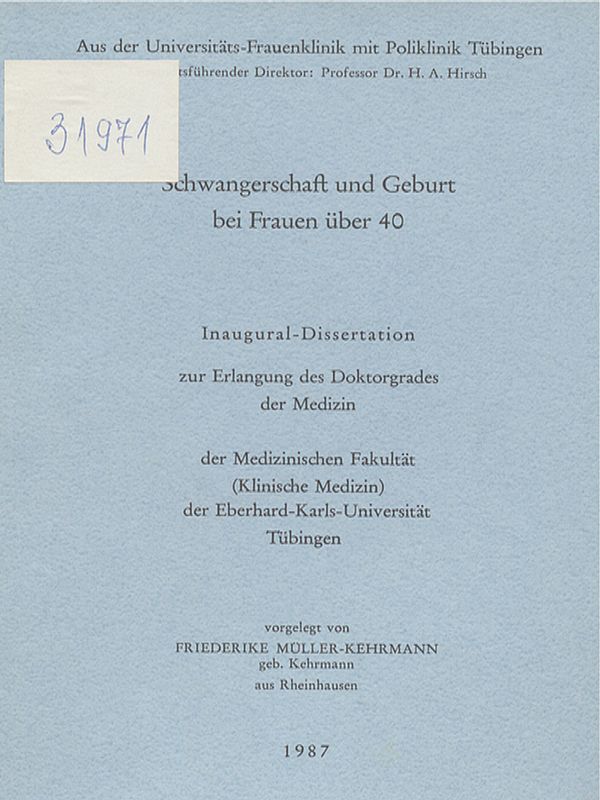 Aus der Universitäts-Frauenklinik mit Poliklinik Tübingen
tsführender Direktor: Professor Dr. H. A. Hirsch
31971
Schwangerschaft und Geburt
bei Frauen über 40
Inaugural-Dissertation
zur Erlangung des Doktorgrades
der Medizin
der Medizinischen Fakultät
(Klinische Medizin)
der Eberhard-Karls-Universität
Tübingen
vorgelegt von
FRIEDERIKE MÜLLER-KEHRMANN
geb. Kehrmann
aus Rheinhausen
1987